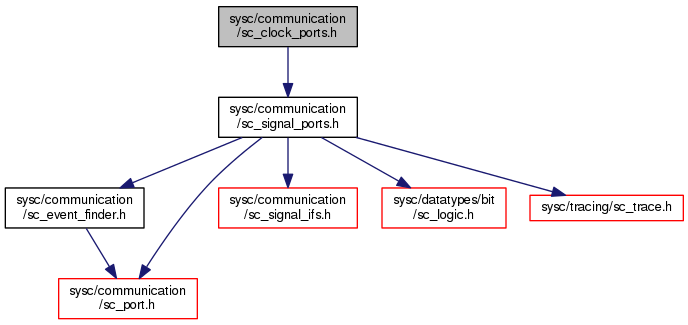 sysc/communication
/sc_clock_ports.h
sysc/communication
/sc_signal_ports.h
sysc/communication
/sc_event_finder.h
sysc/communication
/sc_signal_ifs.h
sysc/datatypes/bit
/sc_logic.h
sysc/tracing/sc_trace.h
sysc/communication
/sc_port.h